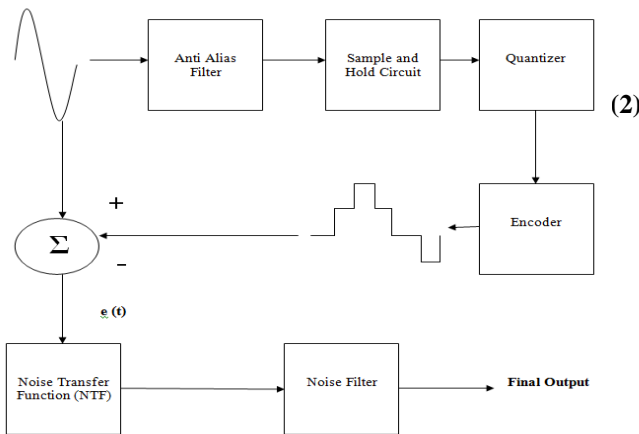 Anti Alias
Filter
Sample and
Hold Circuit
Quantizer
(2)
+
Encoder
Σ
−
e (t)
Noise Transfer
Function (NTF)
Noise Filter
Final Output